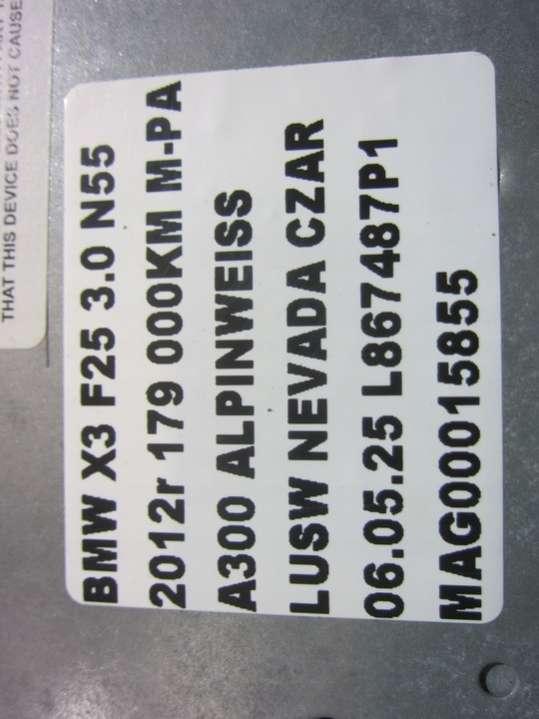 THAT THIS DEVICE DOES NOT CAUSE
BMW X3 F25 3.0 N55
2012r 179 000KM M-PA
A300 ALPINWEISS
LUSW NEVADA CZAR
06.05.25 L867487P1
MAG00015855